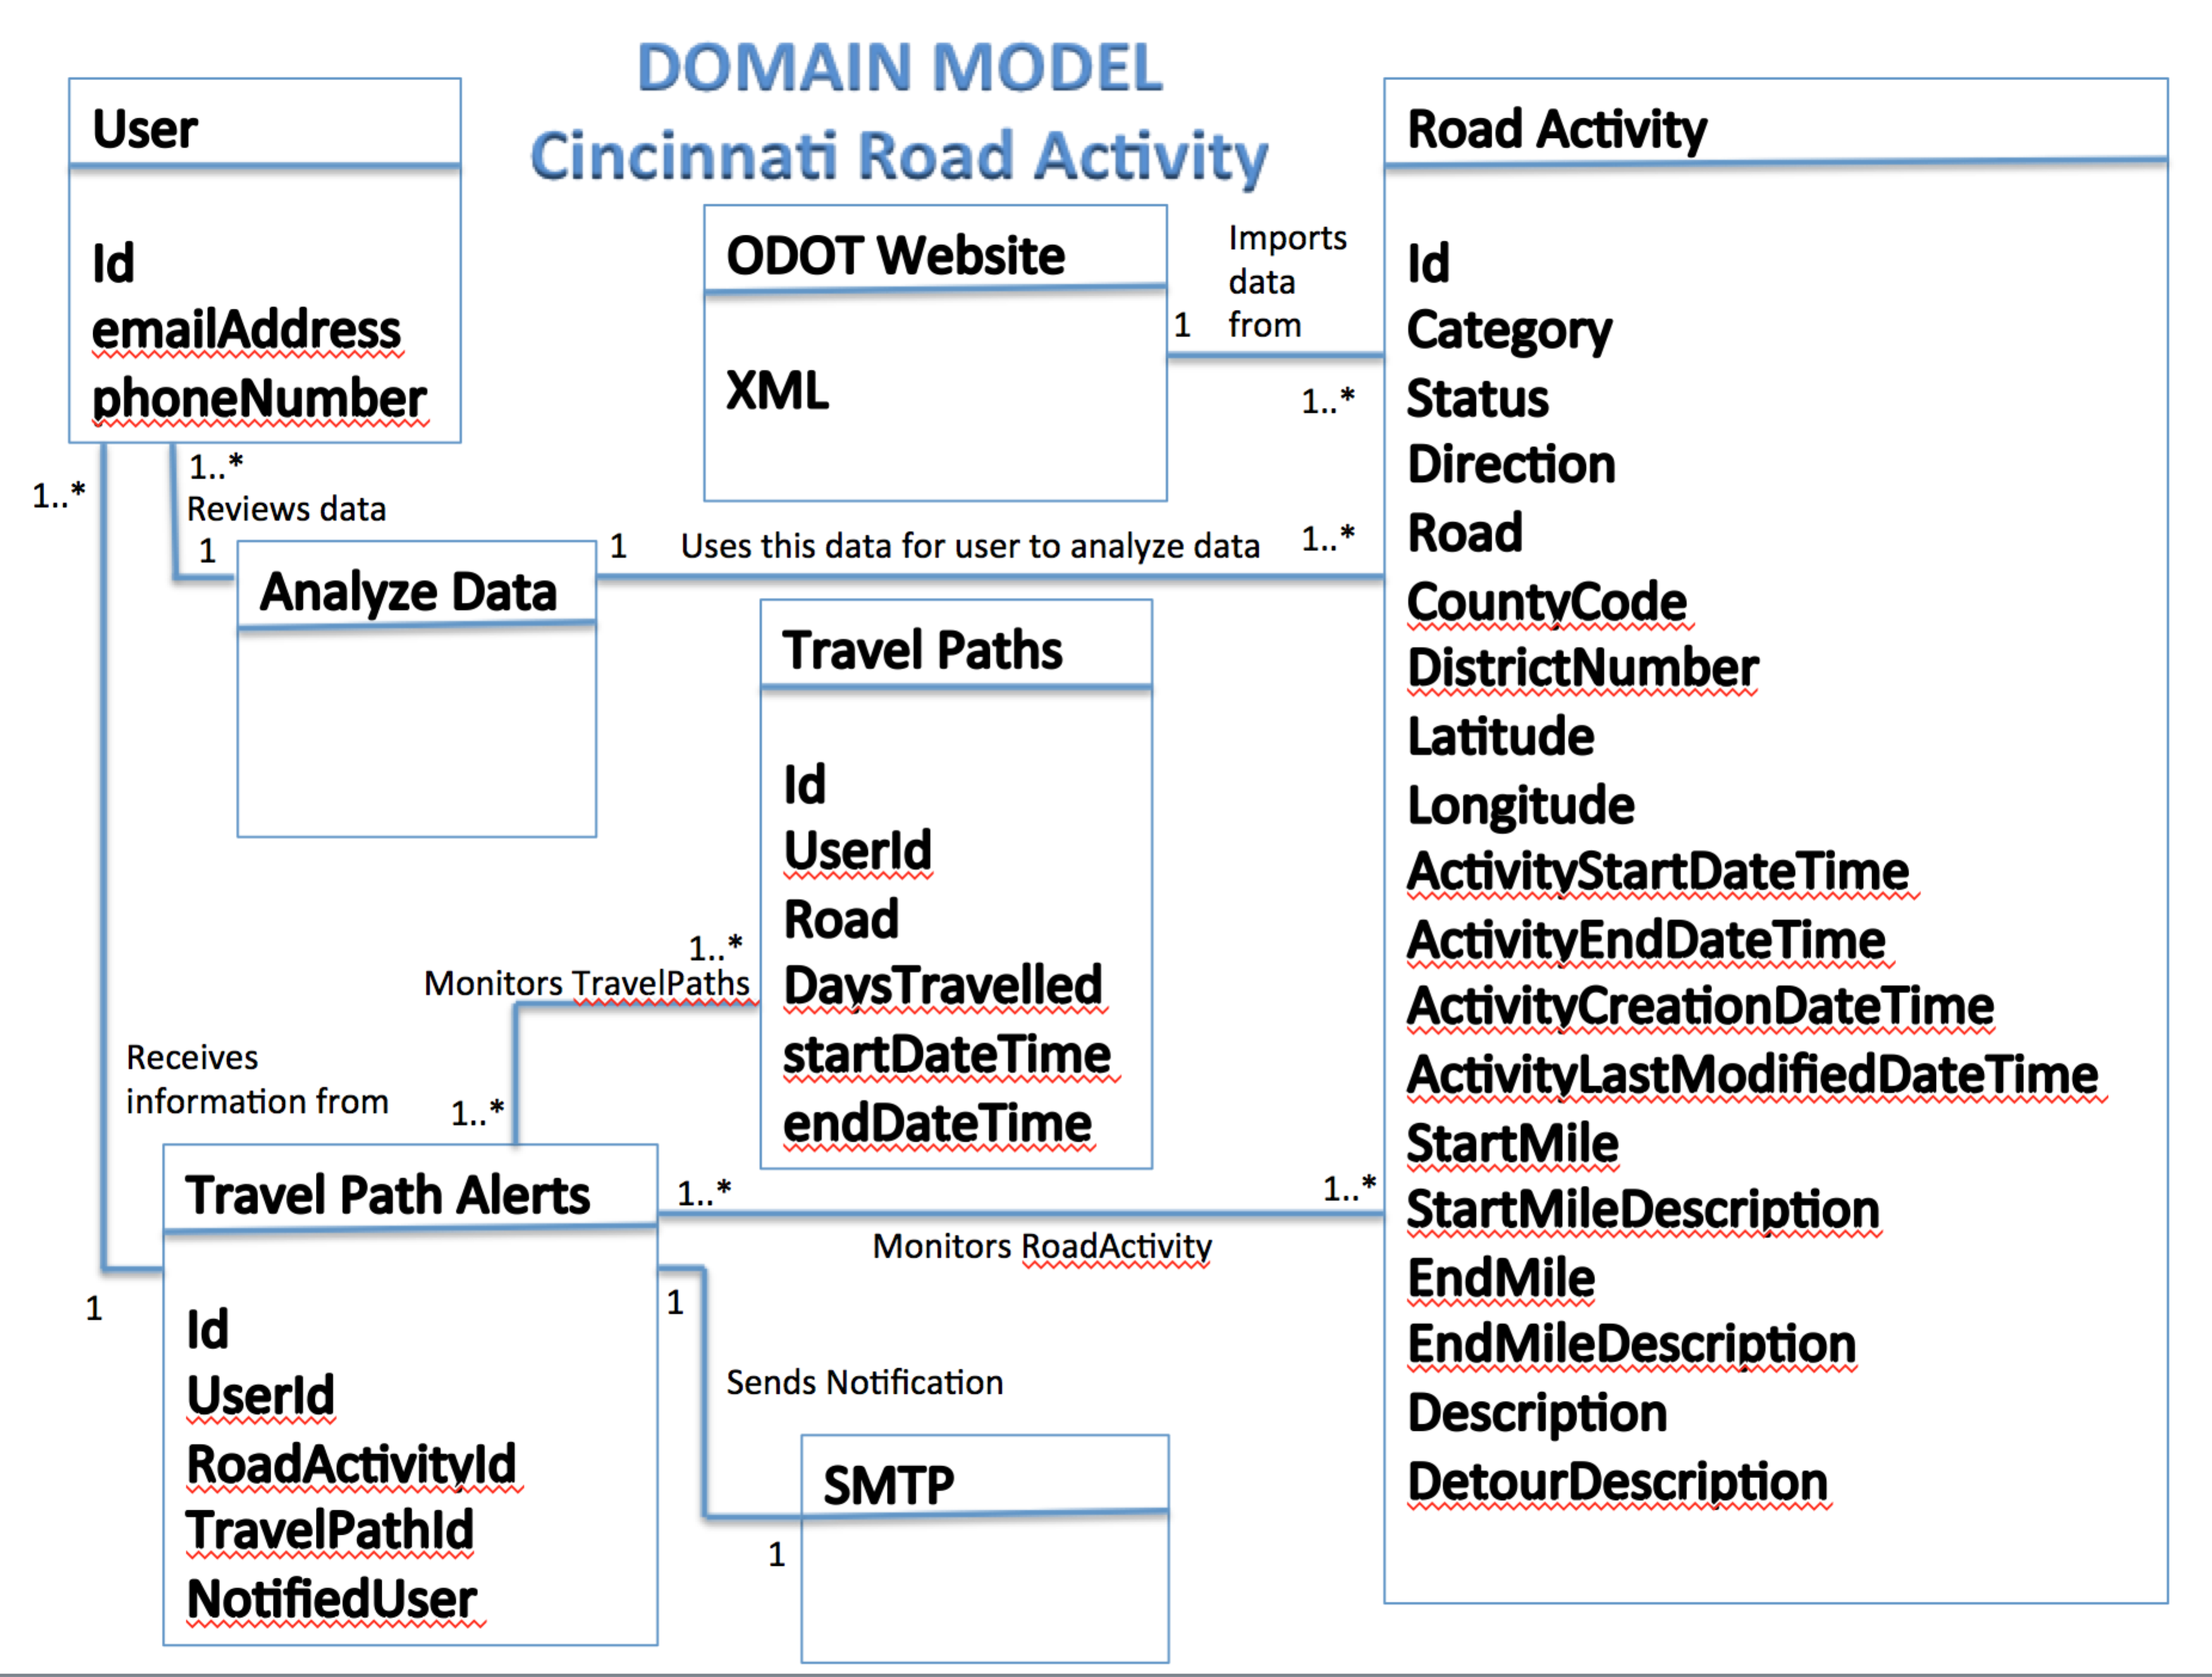 DOMAIN MODEL
Cincinnati Road Activity
User
Id
emailAddress
phoneNumber
1..*
1..*
Reviews data
1
ODOT Website
XML
1
Imports
data
from
1..*
Analyze Data
1
Uses this data for user to analyze data
1..*
Travel Paths
Id
UserId
Road
DaysTravelled
startDateTime
endDateTime
1..*
Monitors TravelPaths
1..*
Receives
information from
1
Travel Path Alerts
Id
UserId
RoadActivityId
TravelPathId
NotifiedUser
1..*
1..*
Monitors RoadActivity
1
Sends Notification
1
SMTP
Road Activity
Id
Category
Status
Direction
Road
CountyCode
DistrictNumber
Latitude
Longitude
ActivityStartDateTime
ActivityEndDateTime
ActivityCreationDateTime
ActivityLastModifiedDateTime
StartMile
StartMileDescription
EndMile
EndMileDescription
Description
DetourDescription